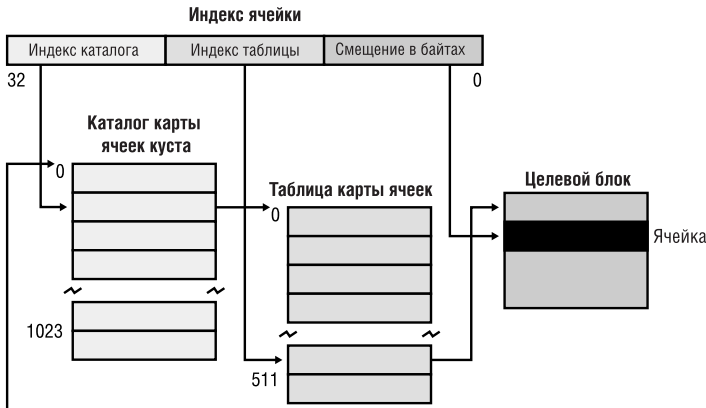 Индекс ячейки
Индекс каталога
Индекс таблицы
Смещение в байтах
32
0
Каталог карты
ячеек куста
0
Таблица карты ячеек
0
Целевой блок
Ячейка
1023
511